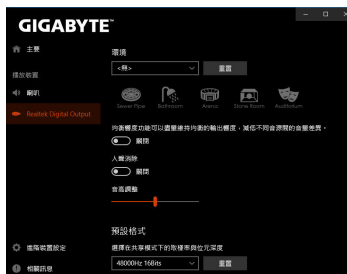 GIGABYTE™
主要
播放裝置
喇叭
Realtek Digital Output
進階裝置設定
相關訊息
環境
<無>
重置
Sewer Pipe
Bathroom
Arena
Stone Room
Auditorium
均衡響度功能可以盡量維持均衡的輸出響度，減低不同音源間的音量差異。
關閉
人聲消除
關閉
音高調整
預設格式
選擇在共享模式下的取樣率與位元深度
48000Hz 16Bits
重置